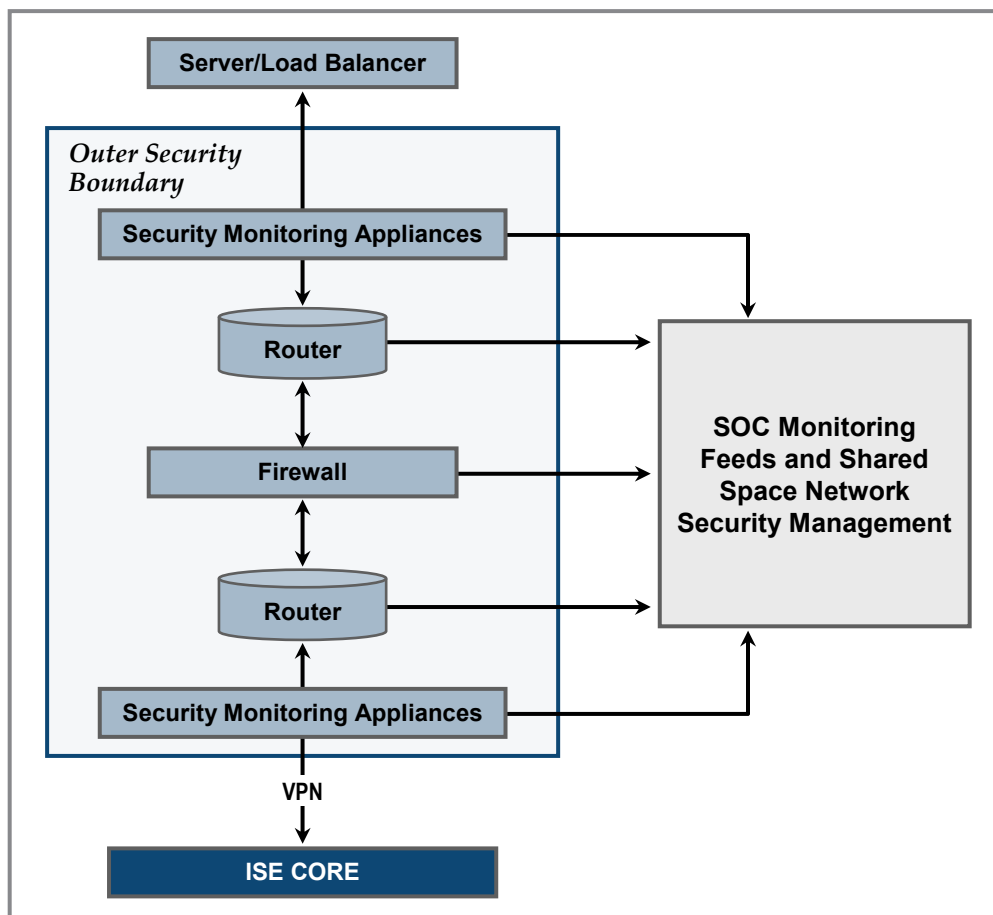 Server/Load Balancer
Outer Security
Boundary
Security Monitoring Appliances
Router
Firewall
Router
Security Monitoring Appliances
VPN
ISE CORE
SOC Monitoring
Feeds and Shared
Space Network
Security Management